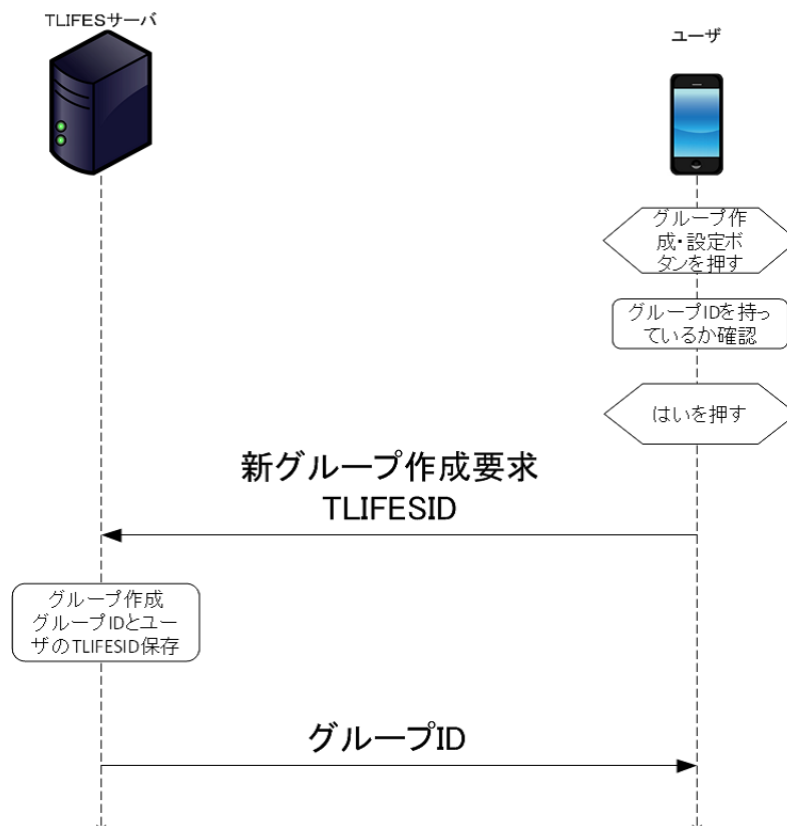 TLIFESサーバ
ユーザ
グループ作
成・設定ボ
タンを押す
グループIDを持っ
ているか確認
はいを押す
新グループ作成要求
TLIFESID
グループ作成
グループIDとユー
ザのTLIFESID保存
グループID